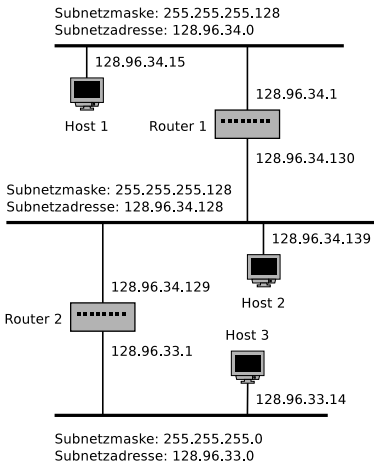 Subnetzmaske: 255.255.255.128
Subnetzadresse: 128.96.34.0
128.96.34.15
128.96.34.1
Host 1
Router 1
128.96.34.130
Subnetzmaske: 255.255.255.128
Subnetzadresse: 128.96.34.128
128.96.34.139
128.96.34.129
Host 2
Router 2
Host 3
128.96.33.1
128.96.33.14
Subnetzmaske: 255.255.255.0
Subnetzadresse: 128.96.33.0